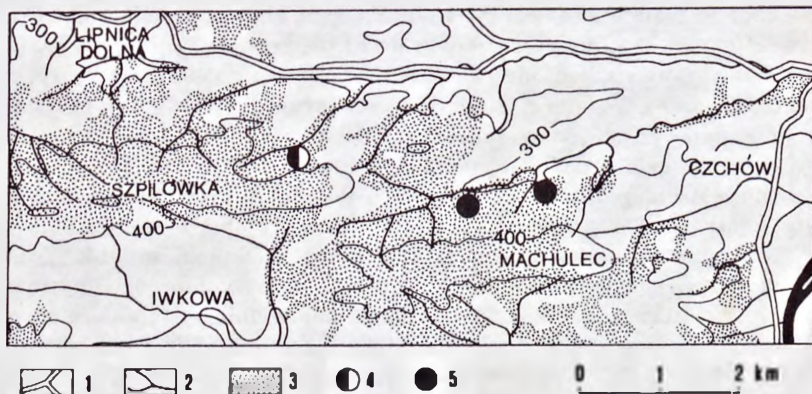 300
LIPNICA
DOLNA
300
CZCHÓW
SZPILÓWKA
400
400
MACHULEC
IWKOWA
1 2 3 4 5
0 1 2 km